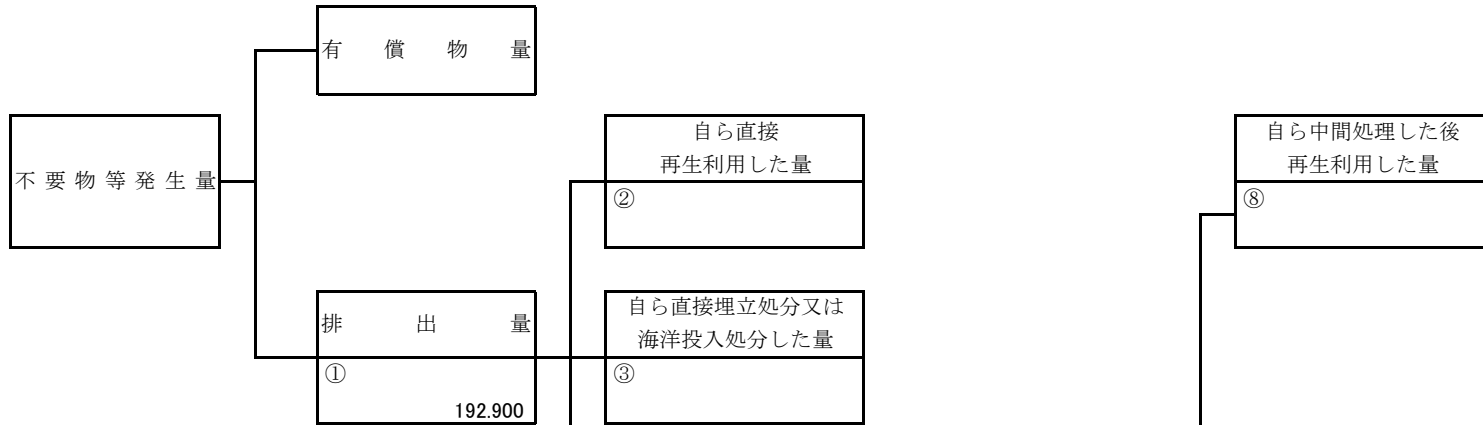 有償物量
自ら直接
再生利用した量
②
自ら中間処理した後
再生利用した量
⑧
不要物等発生量
排出量
①
192.900
自ら直接埋立処分又は
海洋投入処分した量
③